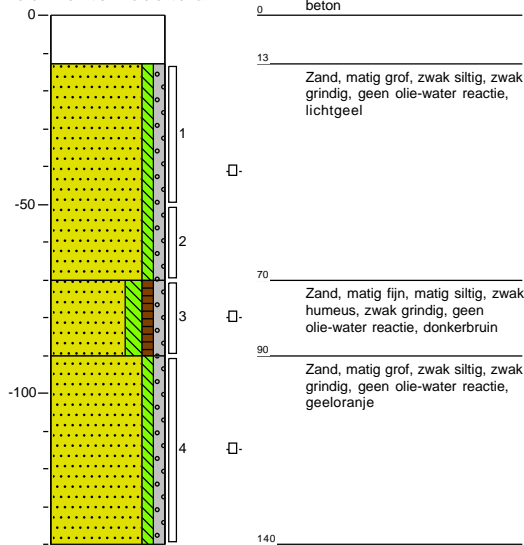 0
0
beton
13
Zand, matig grof, zwak siltig, zwak
grindig, geen olie-water reactie,
lichtgeel
1
-50
2
70
Zand, matig fijn, matig siltig, zwak
humeus, zwak grindig, geen
olie-water reactie, donkerbruin
3
90
Zand, matig grof, zwak siltig, zwak
grindig, geen olie-water reactie,
geeloranje
-100
4
140